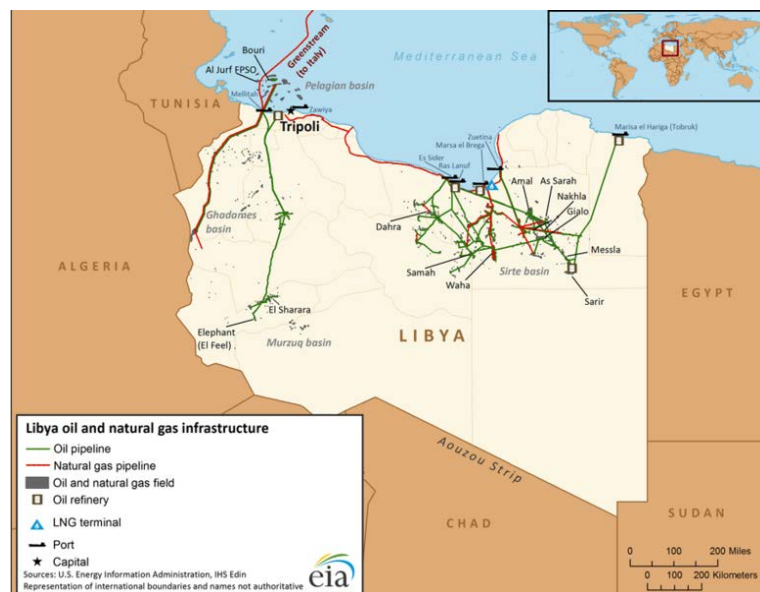 Bouri
Greenstream
(to Italy)
Mediterranean Sea
Al Jurf FPSO
Pelagian basin
TUNISIA
Mellitah
Zawiya
Tripoli
Marisa el Hariga (Tobruk)
Zuetina
Marsa el Brega
Es Sider
Ras Lanuf
Amal
As Sarah
Nakhla
Gialo
Dahra
Ghadames
basin
ALGERIA
Messla
Samah
Waha
Sirte basin
Sarir
EGYPT
El Sharara
Elephant
(El Feel)
Murzuq basin
LIBYA
Libya oil and natural gas infrastructure
Oil pipeline
Natural gas pipeline
Oil and natural gas field
Oil refinery
LNG terminal
Port
Capital
Sources: U.S. Energy Information Administration, IHS Edin
Representation of international boundaries and names not authoritative
eia
Aouzou Strip
CHAD
SUDAN
0 100 200 Miles
0 100 200 Kilometers